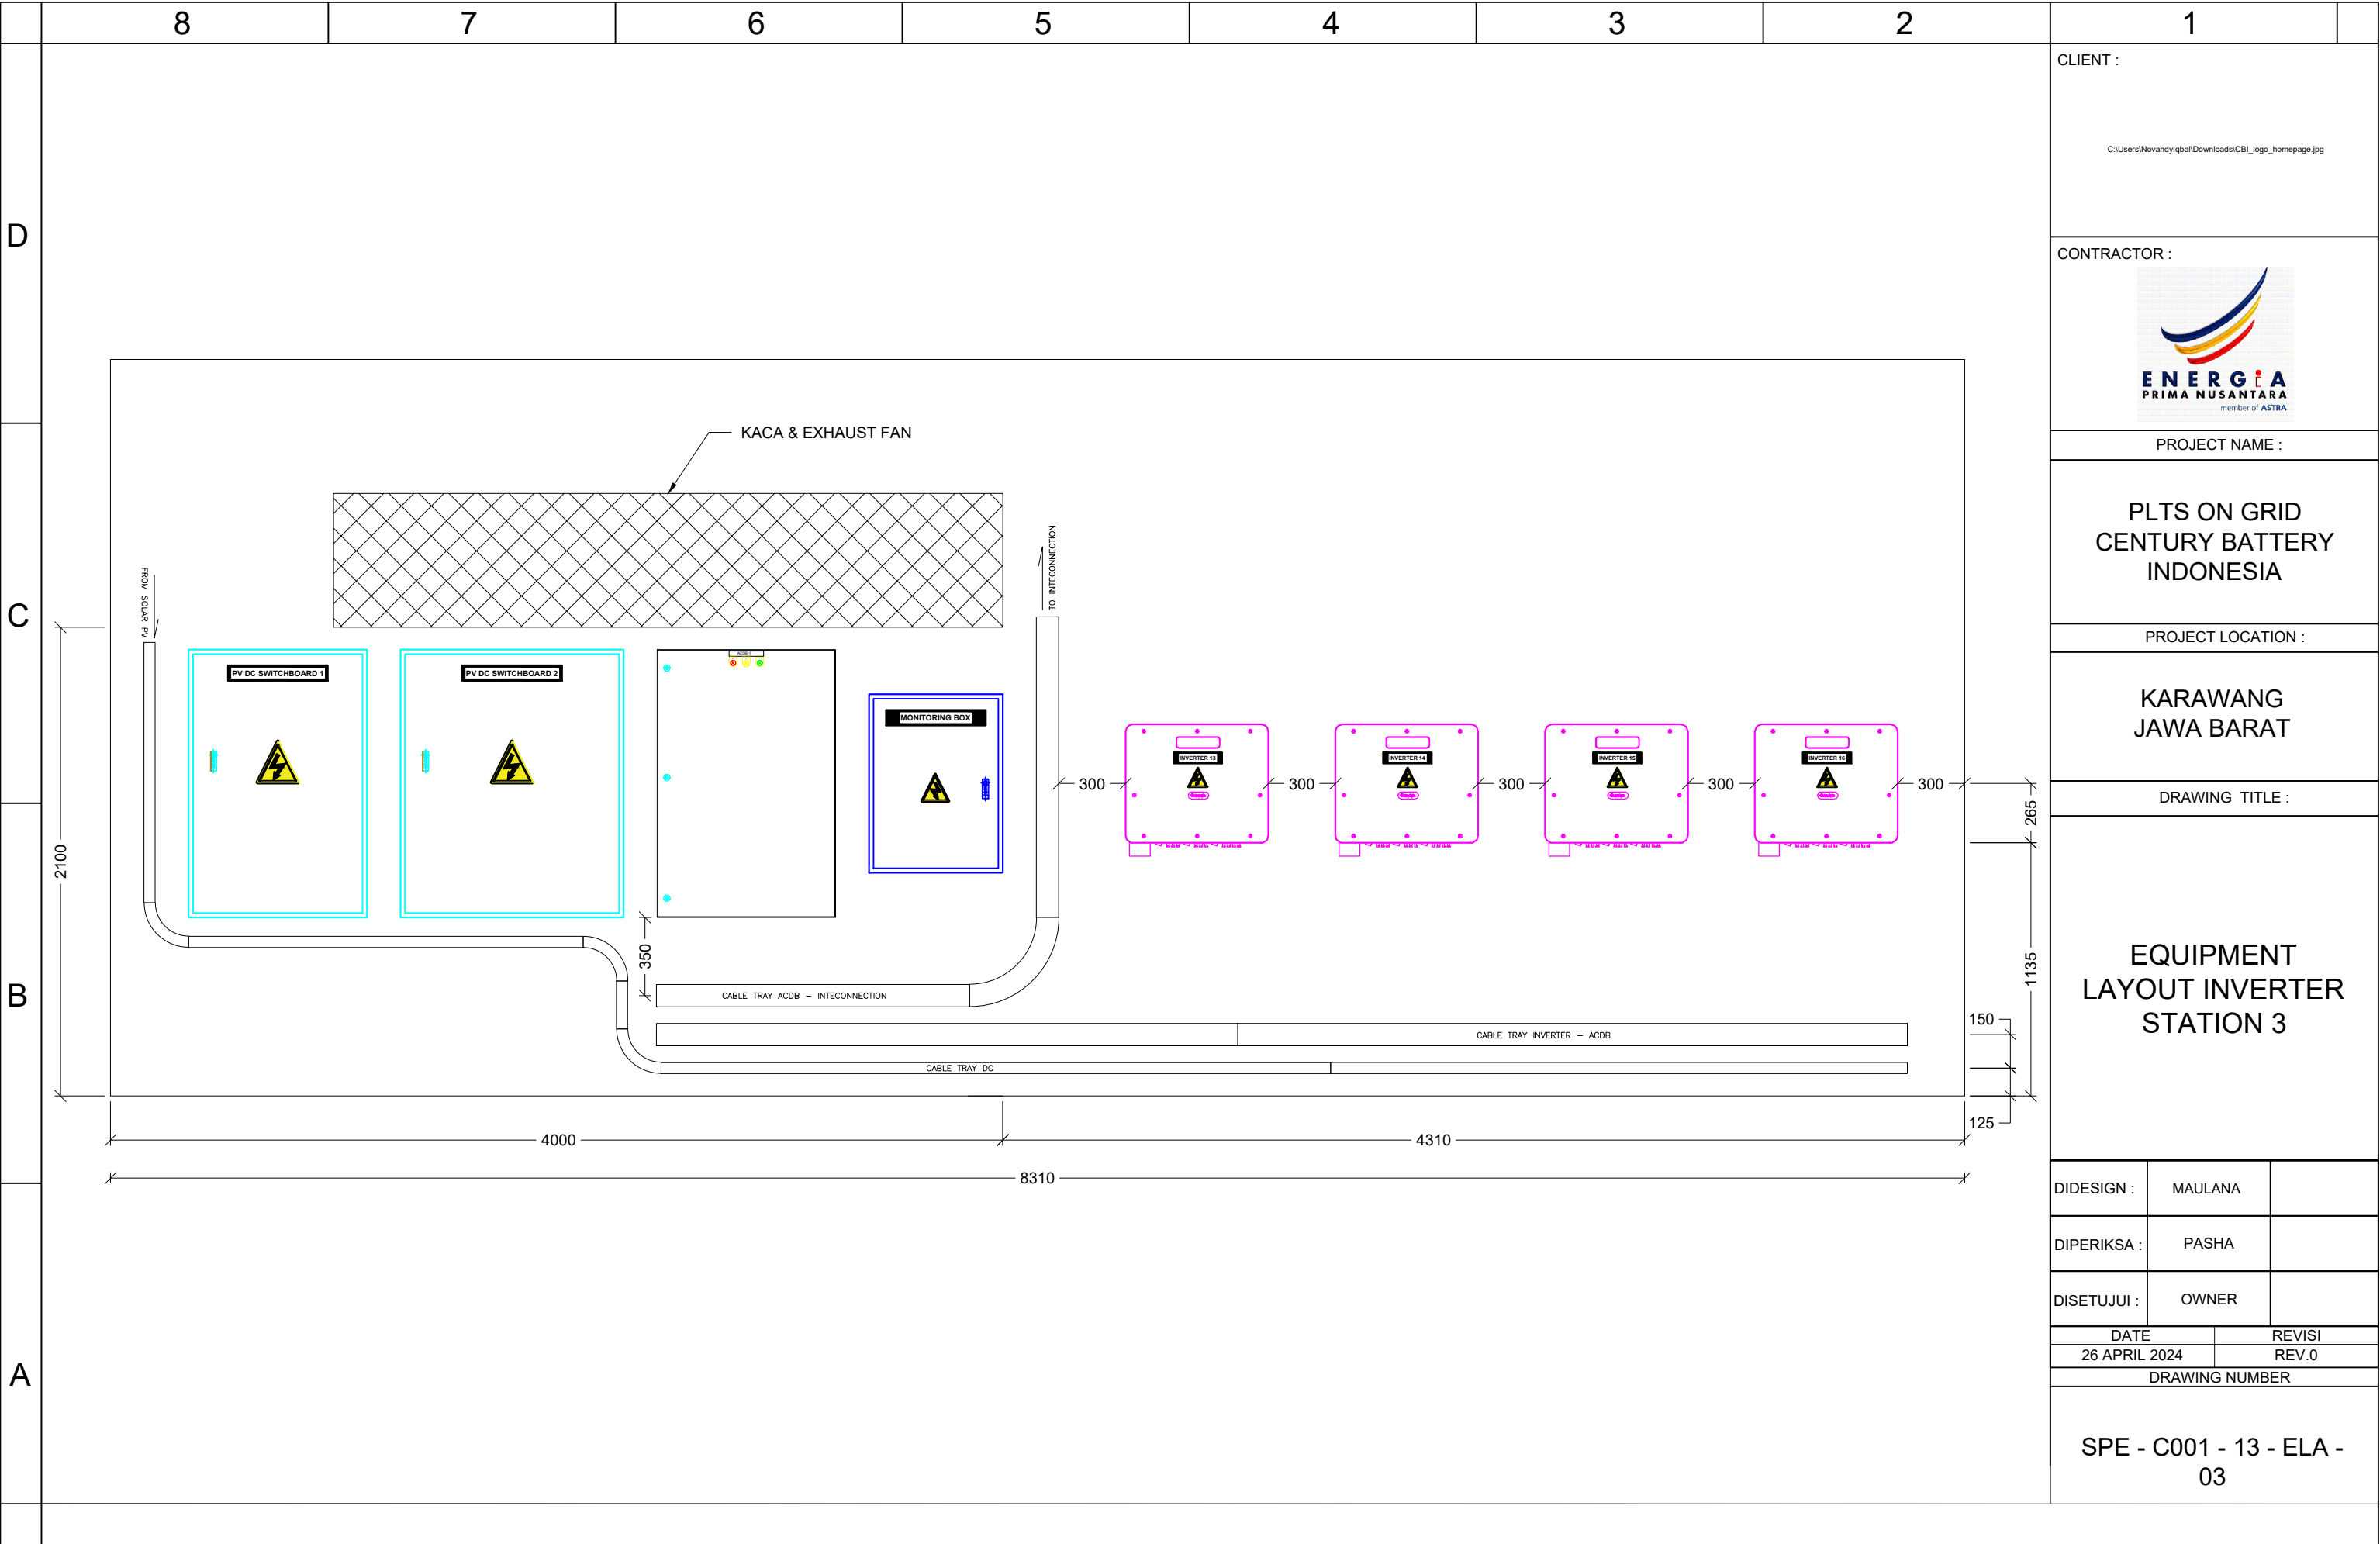 8 7 6 5 4 3 2 1
D
C
B
A
CLIENT :
C:\Users\NovandyIqbal\Downloads\CBI_logo_homepage.jpg
CONTRACTOR :
ENERGiA
PRIMA NUSANTARA
member of ASTRA
PROJECT NAME :
PLTS ON GRID
CENTURY BATTERY
INDONESIA
PROJECT LOCATION :
KARAWANG
JAWA BARAT
DRAWING TITLE :
EQUIPMENT
LAYOUT INVERTER
STATION 3
DIDESIGN : MAULANA
DIPERIKSA : PASHA
DISETUJUI : OWNER
DATE REVISI
26 APRIL 2024 REV.0
DRAWING NUMBER
SPE - C001 - 13 - ELA -
03
KACA & EXHAUST FAN
FROM SOLAR PV
TO INTECONNECTION
PV DC SWITCHBOARD 1
PV DC SWITCHBOARD 2
MONITORING BOX
INVERTER 13
INVERTER 14
INVERTER 15
INVERTER 16
300 300 300 300 300
265
2100
350
1135
CABLE TRAY ACDB - INTECONNECTION
150
CABLE TRAY INVERTER - ACDB
CABLE TRAY DC
125
4000 4310
8310